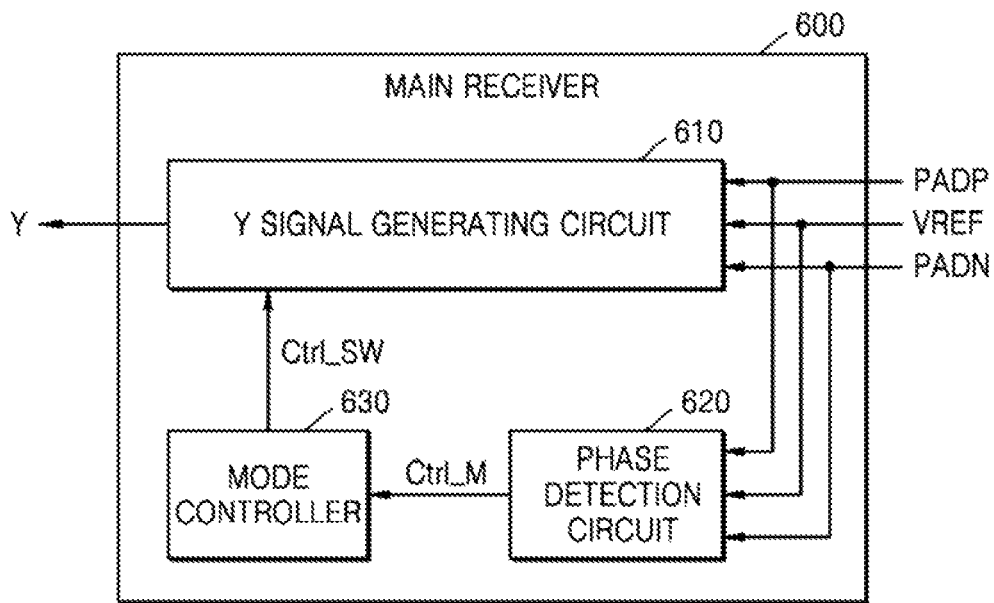 600
MAIN RECEIVER
610
PADP
Y SIGNAL GENERATING CIRCUIT
Y
VREF
PADN
Ctrl_SW
630
620
MODE
CONTROLLER
Ctrl_M
PHASE
DETECTION
CIRCUIT